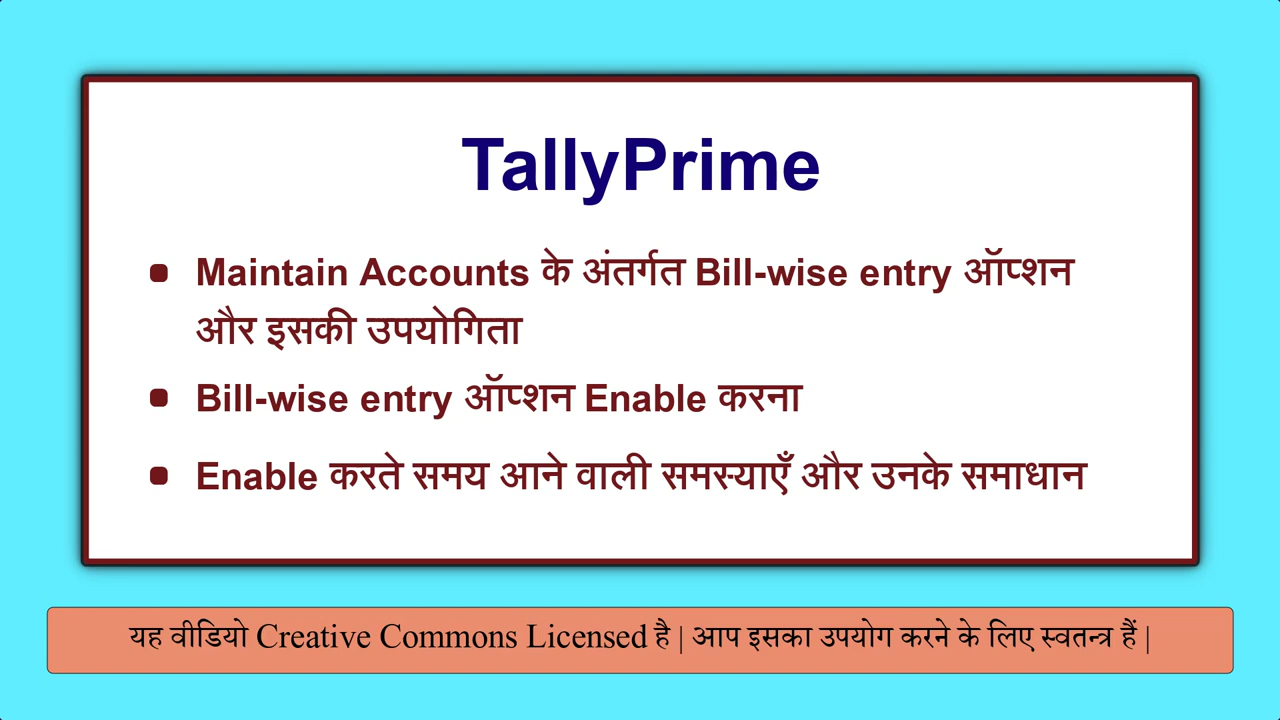 TallyPrime
Maintain Accounts के अंतर्गत Bill-wise entry ऑप्शन
और इसकी उपयोगिता
Bill-wise entry ऑप्शन Enable करना
Enable करते समय आने वाली समस्याएँ और उनके समाधान
यह वीडियो Creative Commons Licensed है | आप इसका उपयोग करने के लिए स्वतन्त्र हैं |